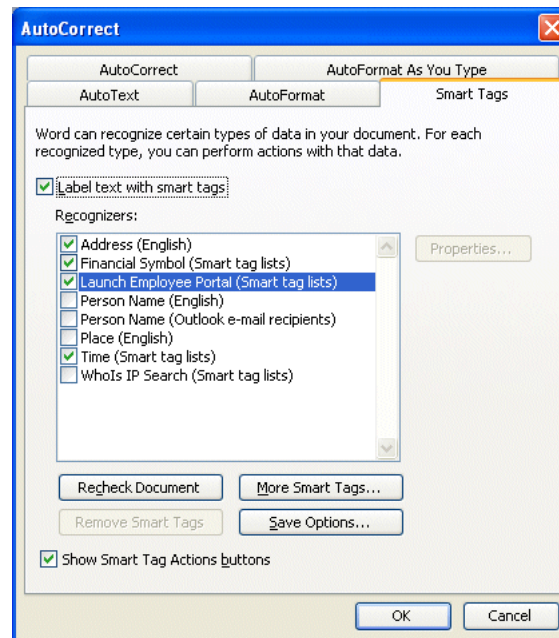 AutoCorrect
AutoCorrect
AutoFormat As You Type
AutoText
AutoFormat
Smart Tags
Word can recognize certain types of data in your document. For each
recognized type, you can perform actions with that data.
Label text with smart tags
Recognizers:
Address (English)
Financial Symbol (Smart tag lists)
Launch Employee Portal (Smart tag lists)
Person Name (English)
Person Name (Outlook e-mail recipients)
Place (English)
Time (Smart tag lists)
WhoIs IP Search (Smart tag lists)
Properties...
Recheck Document
More Smart Tags...
Remove Smart Tags
Save Options...
Show Smart Tag Actions buttons
OK
Cancel